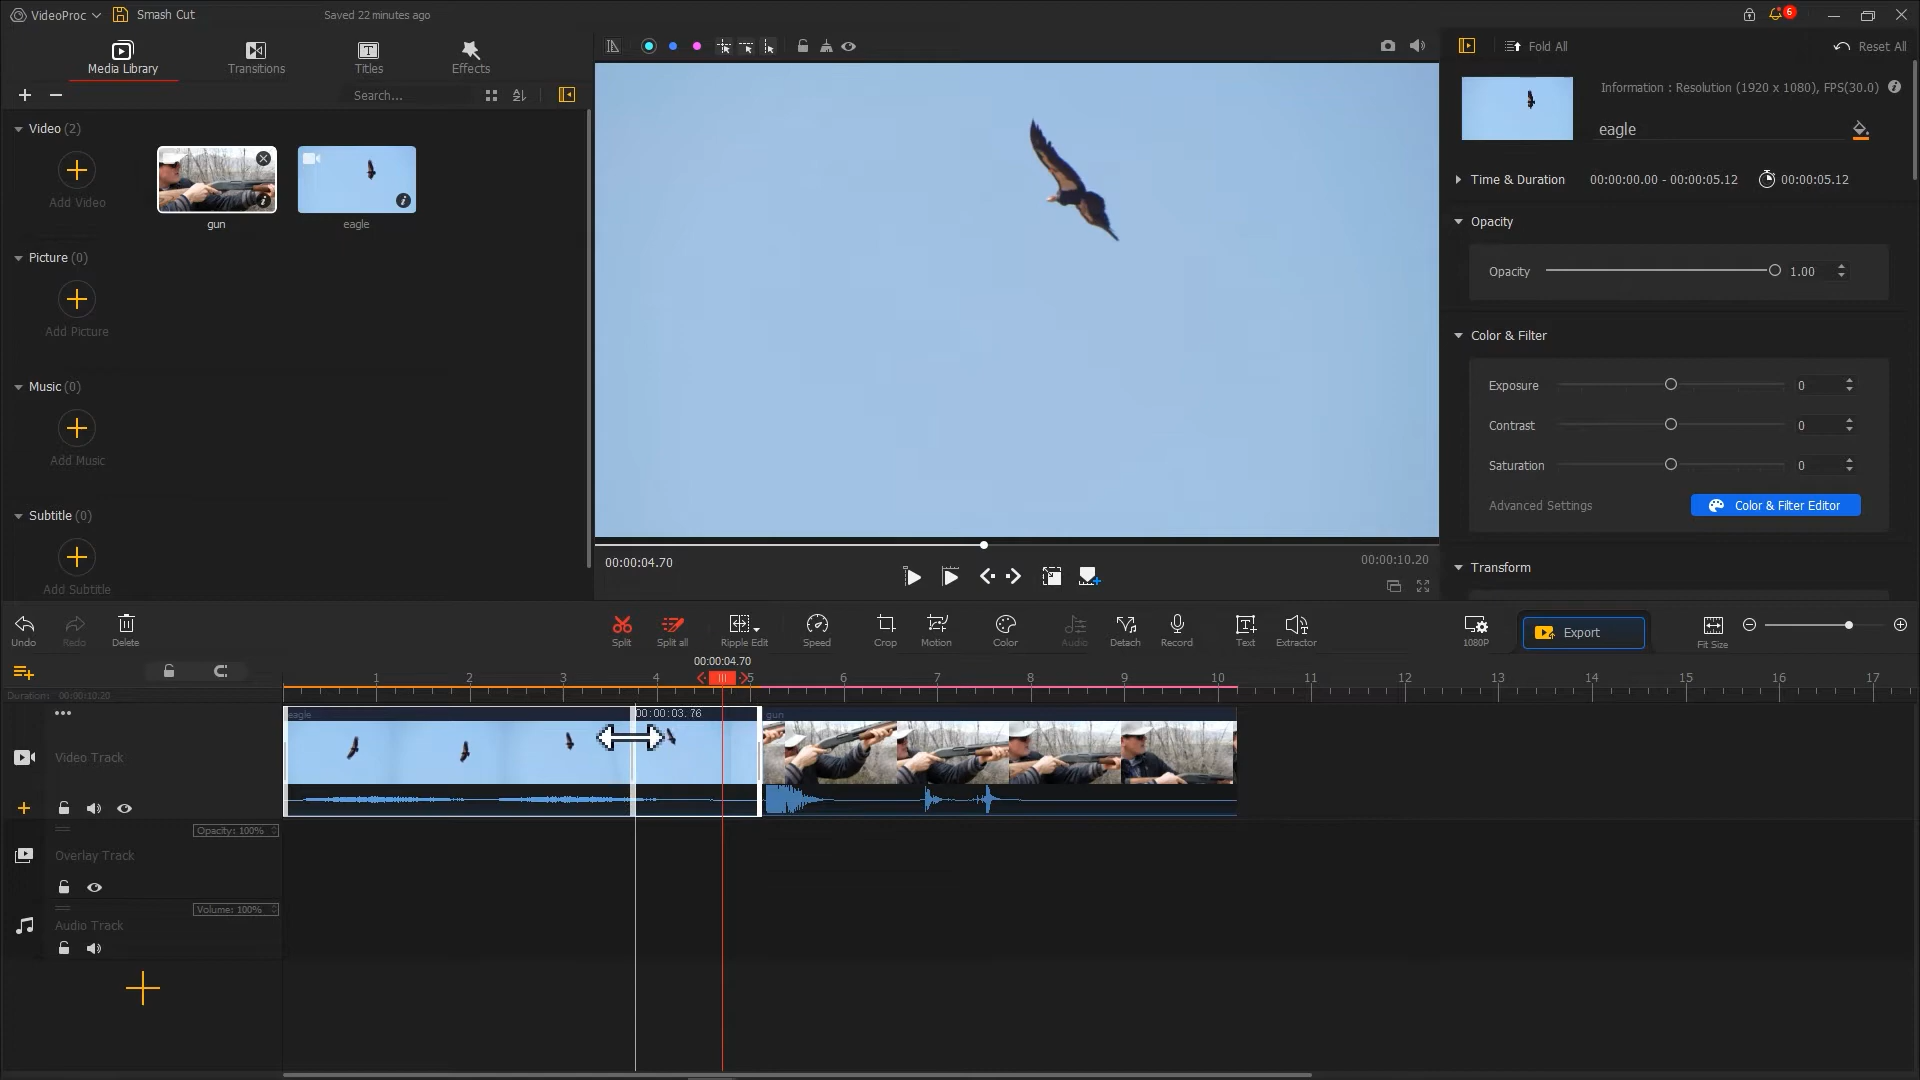 VideoProc
Smash Cut
Saved 22 minutes ago
6
Media Library
Transitions
Titles
Effects
Search...
Fold All
Reset All
Information : Resolution (1920 x 1080), FPS(30.0)
eagle
Video (2)
Add Video
gun
eagle
Time & Duration
00:00:00.00 - 00:00:05.12
00:00:05.12
Opacity
Picture (0)
Opacity
1.00
Add Picture
Color & Filter
Exposure
0
Music (0)
Contrast
0
Add Music
Saturation
0
Advanced Settings
Color & Filter Editor
Subtitle (0)
00:00:04.70
00:00:10.20
Transform
Add Subtitle
Undo
Redo
Delete
Split
Split all
Ripple Edit
Speed
Crop
Motion
Color
Audio
Detach
Record
Text
Extractor
1080P
Export
Fit Size
00:00:04.70
1 2 3 4 5 6 7 8 9 10 11 12 13 14 15 16 17
Duration: 00:00:10.20
eagle
00:00:03.76
gun
Video Track
Opacity: 100%
Overlay Track
Volume: 100%
Audio Track